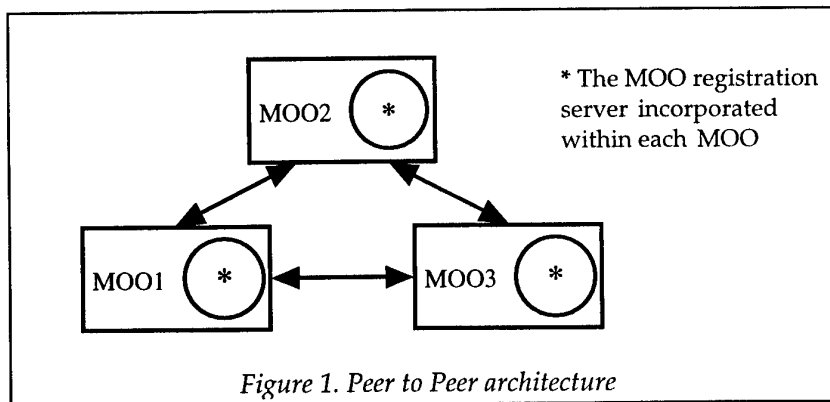 MOO2 *
* The MOO registration
server incorporated
within each MOO
MOO1 *
MOO3 *
Figure 1. Peer to Peer architecture